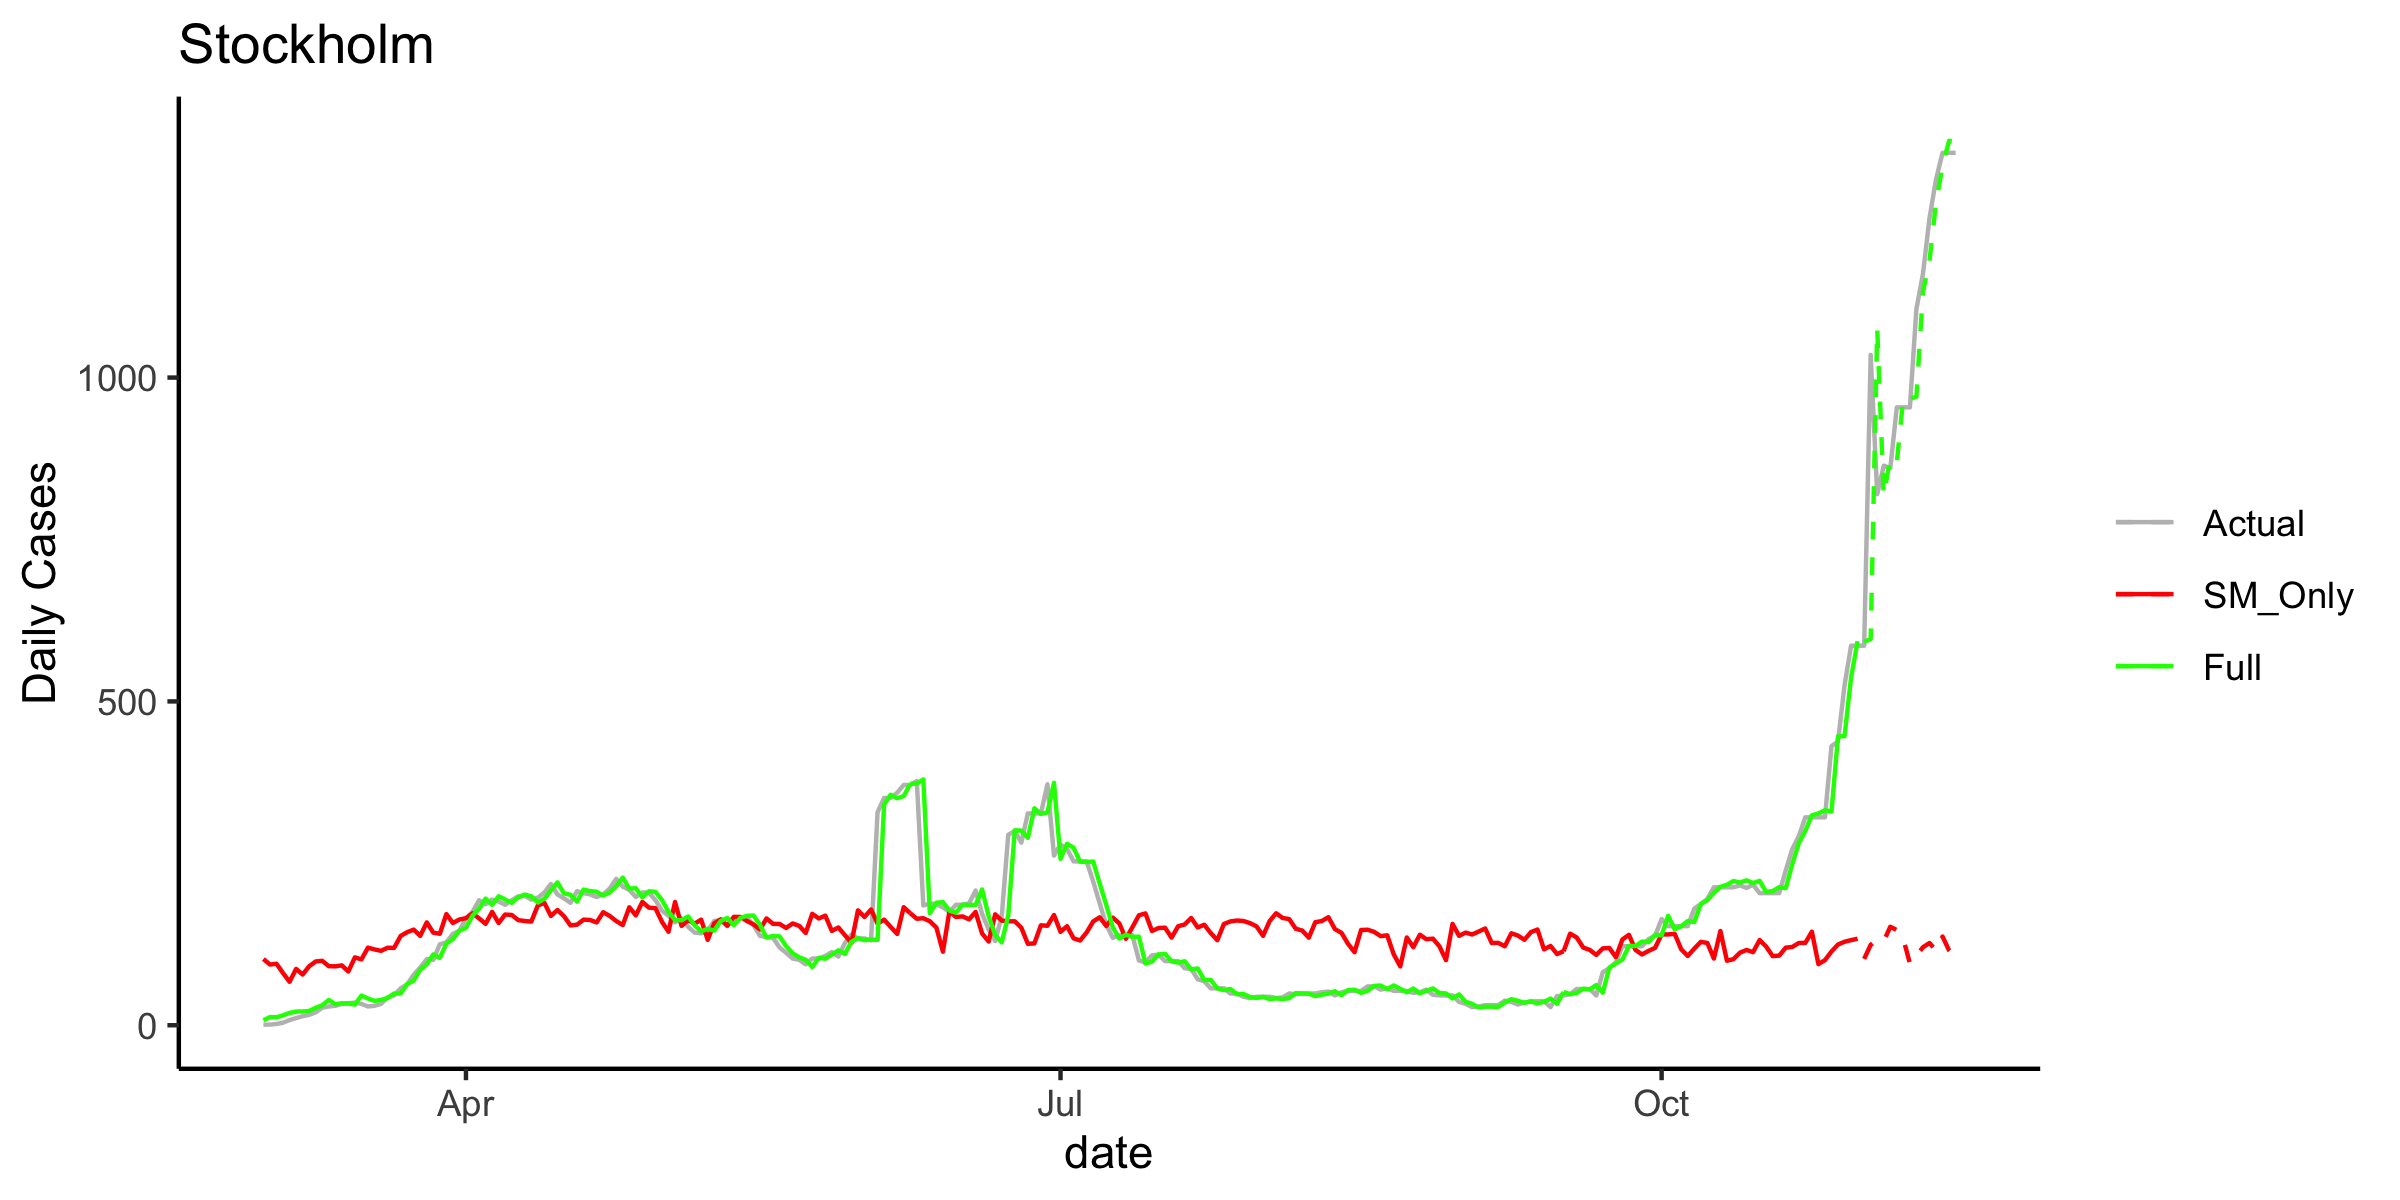 Stockholm
Daily Cases
1000
500
0
Apr
Jul
Oct
date
Actual
SM_Only
Full